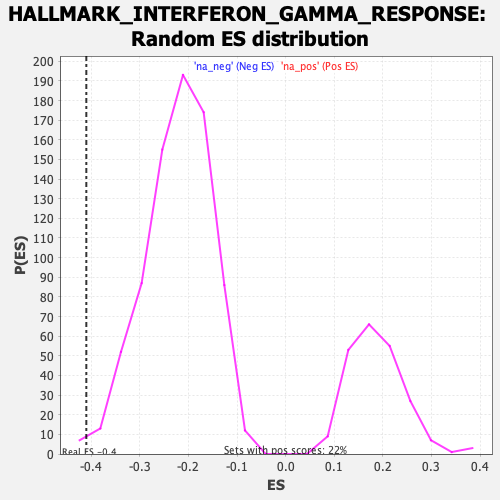 HALLMARK_INTERFERON_GAMMA_RESPONSE:
Random ES distribution
'na_neg' (Neg ES) 'na_pos' (Pos ES)
200
190
180
170
160
150
140
130
120
110
100
90
80
70
60
50
40
30
20
10
0
P(ES)
Real ES -0.4
Sets with pos scores: 22%
-0.4 -0.3 -0.2 -0.1 0.0 0.1 0.2 0.3 0.4
ES